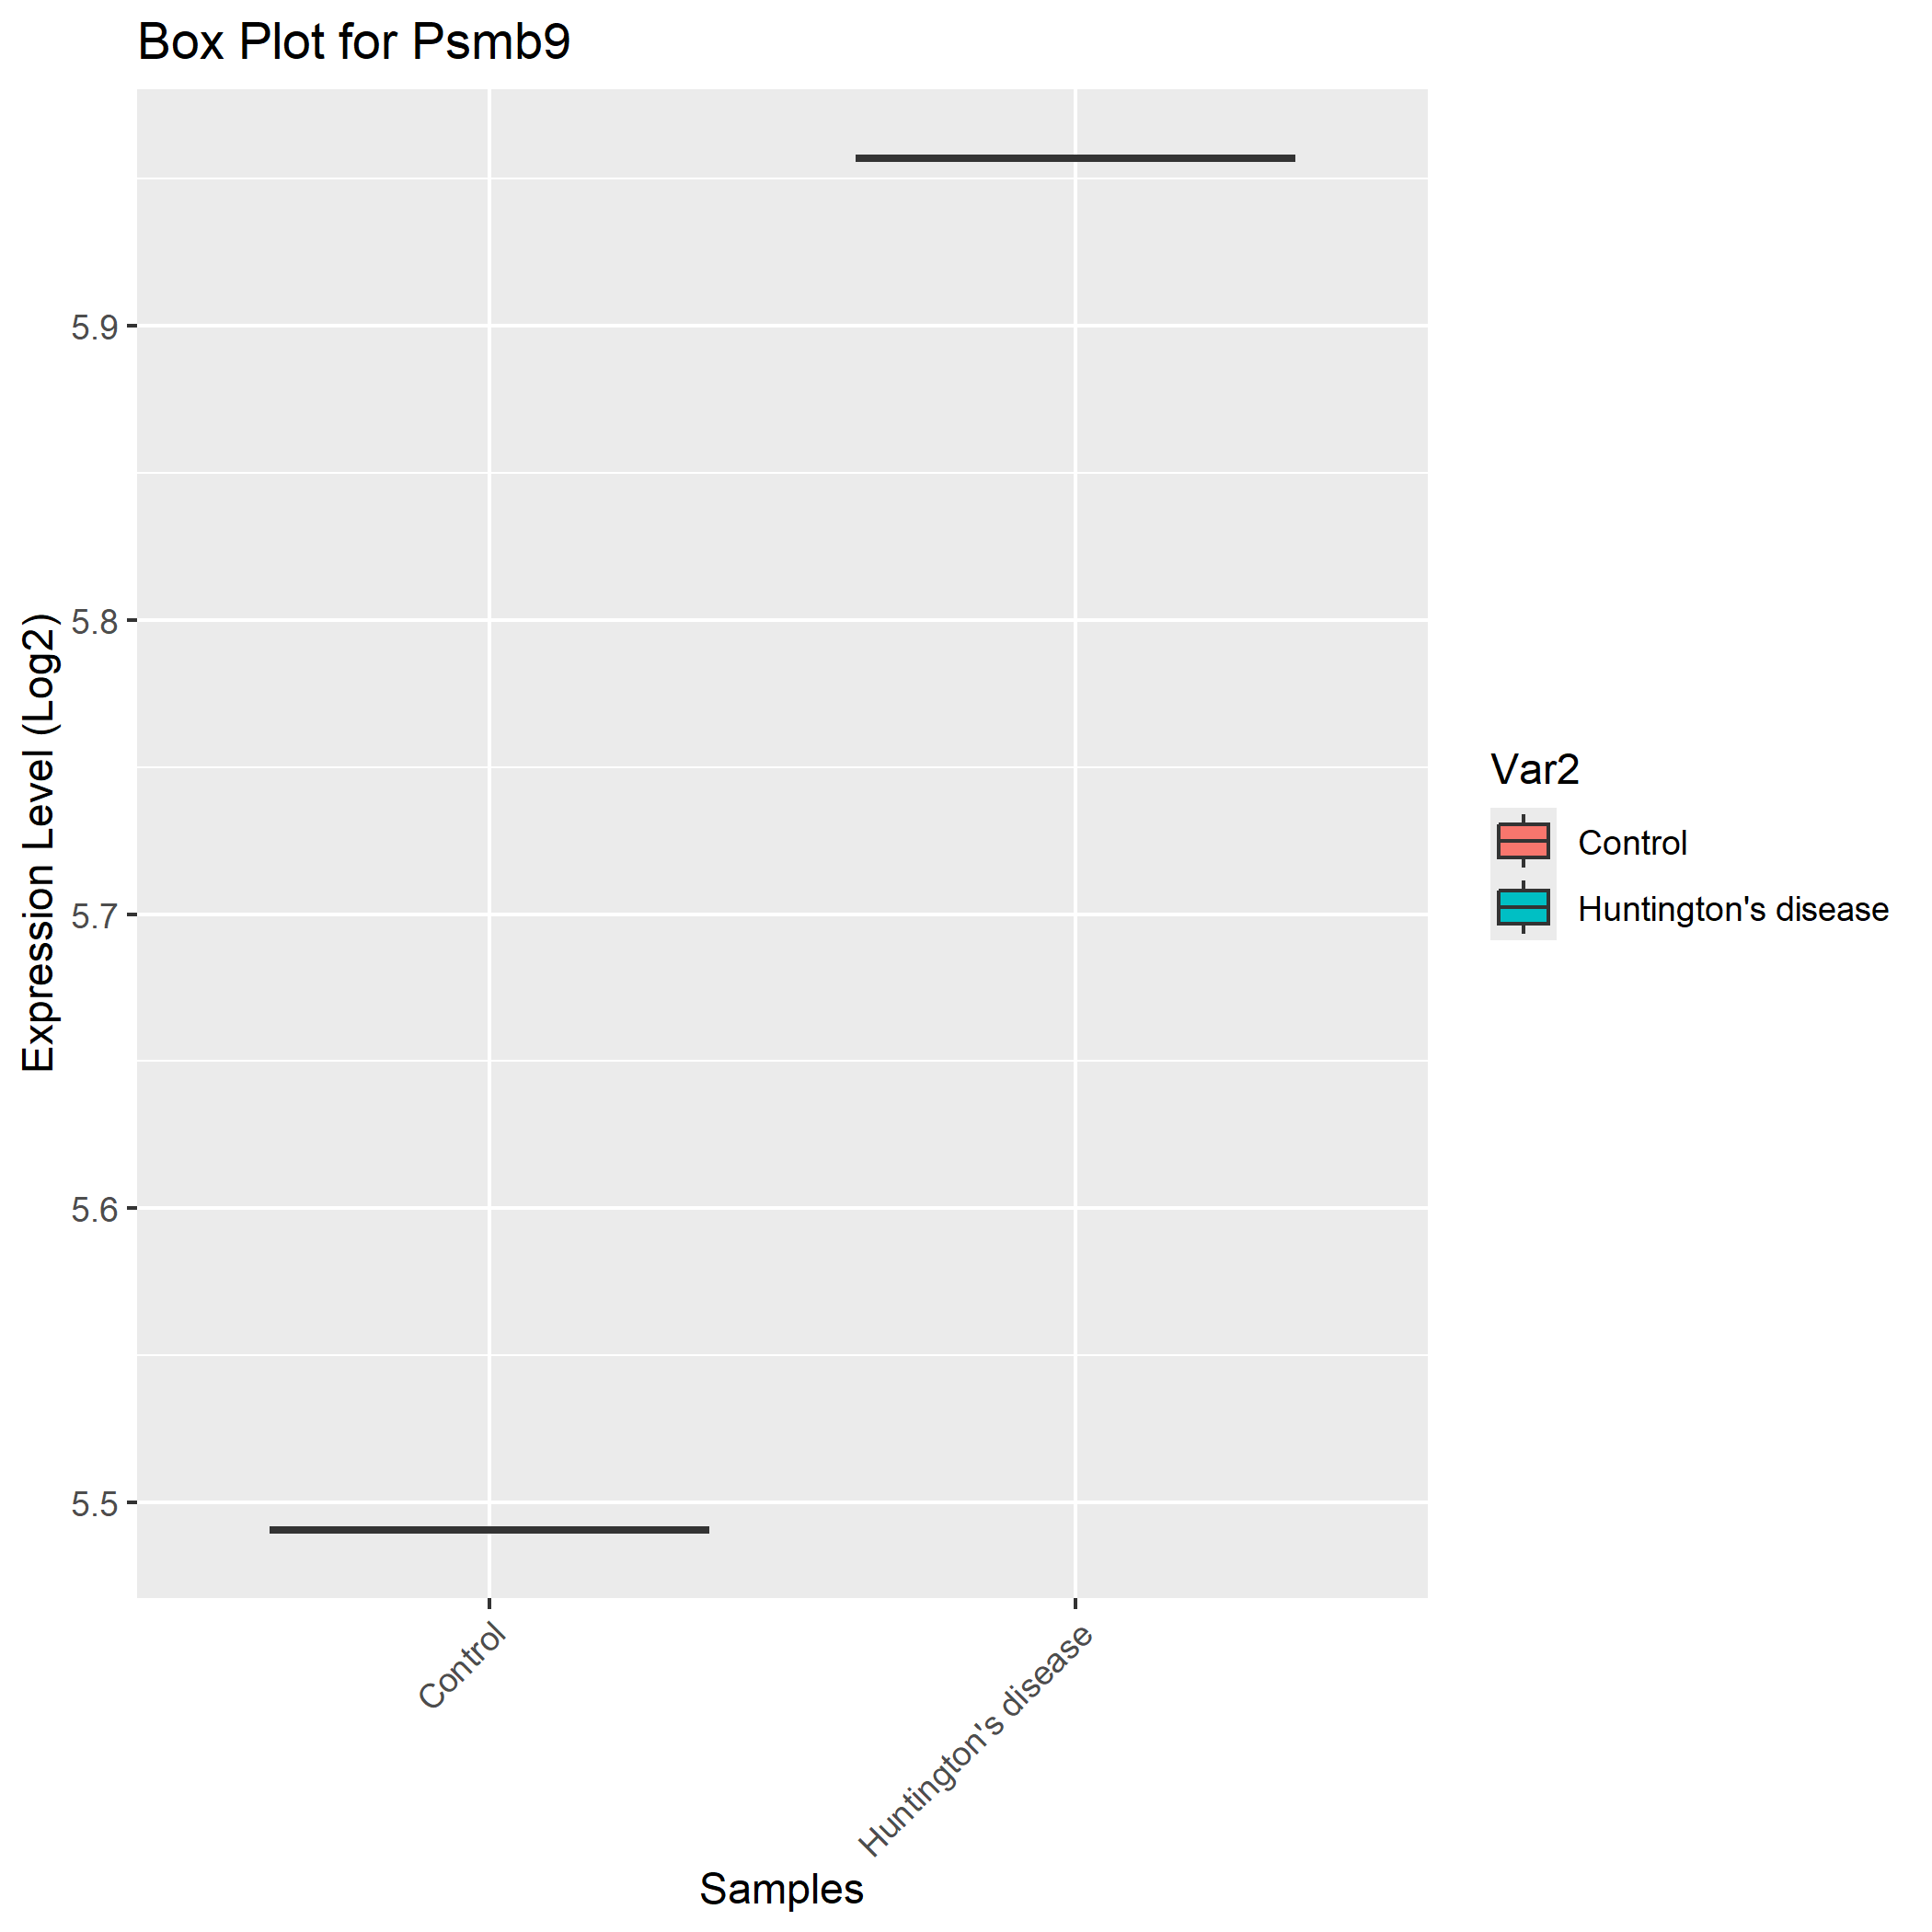 Box Plot for Psmb9
Expression Level (Log2)
5.9
5.8
5.7
5.6
5.5
Control
Huntington's disease
Samples
Var2
Control
Huntington's disease